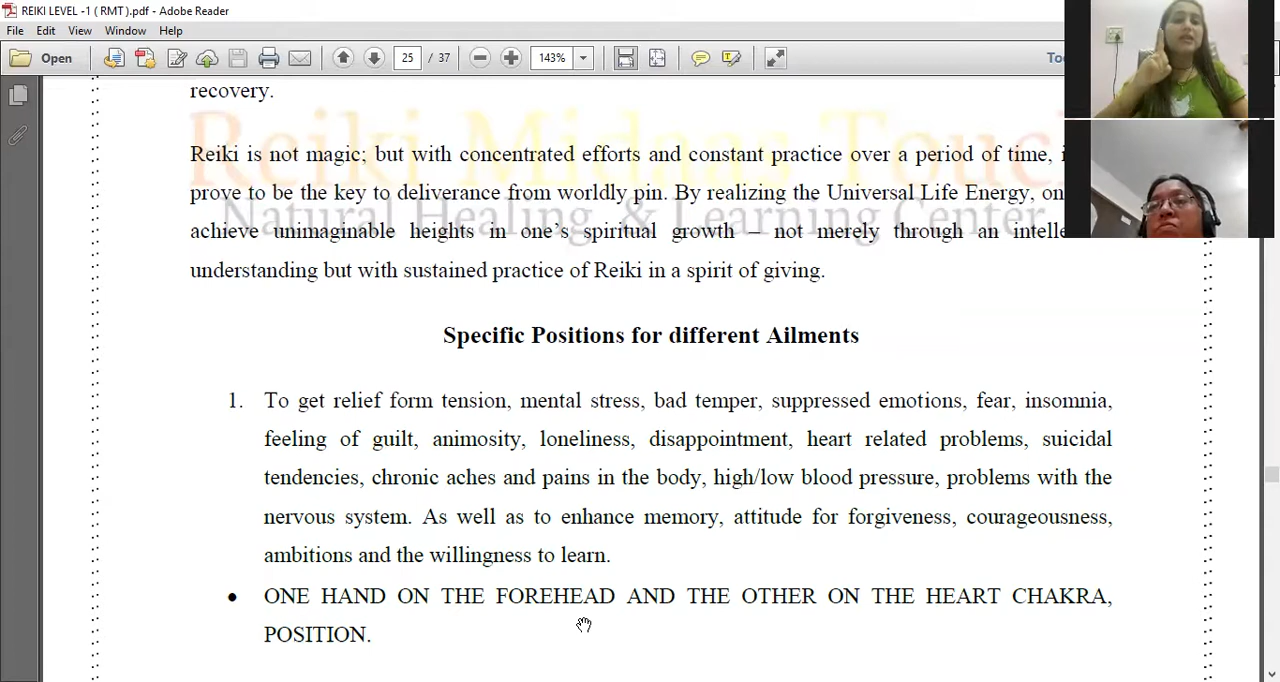 REIKI LEVEL -1 ( RMT ).pdf - Adobe Reader
File Edit View Window Help
Open 25 / 37 143%
recovery.
Reiki Midaas Touch
Reiki is not magic; but with concentrated efforts and constant practice over a period of time,
prove to be the key to deliverance from worldly pin. By realizing the Universal Life Energy,
Natural Healing & Learning Center
achieve unimaginable heights in one’s spiritual growth – not merely through an
understanding but with sustained practice of Reiki in a spirit of giving.
Specific Positions for different Ailments
1. To get relief form tension, mental stress, bad temper, suppressed emotions, fear, insomnia,
feeling of guilt, animosity, loneliness, disappointment, heart related problems, suicidal
tendencies, chronic aches and pains in the body, high/low blood pressure, problems with the
nervous system. As well as to enhance memory, attitude for forgiveness, courageousness,
ambitions and the willingness to learn.
• ONE HAND ON THE FOREHEAD AND THE OTHER ON THE HEART CHAKRA,
POSITION.